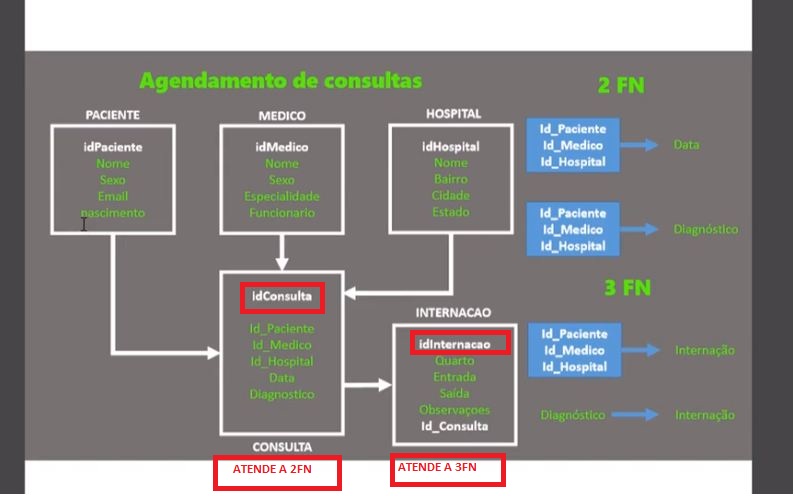 Agendamento de consultas
2 FN
PACIENTE
idPaciente
Nome
Sexo
Email
nascimento
MEDICO
idMedico
Nome
Sexo
Especialidade
Funcionario
HOSPITAL
idHospital
Nome
Bairro
Cidade
Estado
Id_Paciente
Id_Medico
Id_Hospital
Data
Id_Paciente
Id_Medico
Id_Hospital
Diagnóstico
3 FN
idConsulta
Id_Paciente
Id_Medico
Id_Hospital
Data
Diagnostico
CONSULTA
INTERNACAO
idInternacao
Quarto
Entrada
Saída
Observaçoes
Id_Consulta
Id_Paciente
Id_Medico
Id_Hospital
Internação
Diagnóstico
Internação
ATENDE A 2FN
ATENDE A 3FN